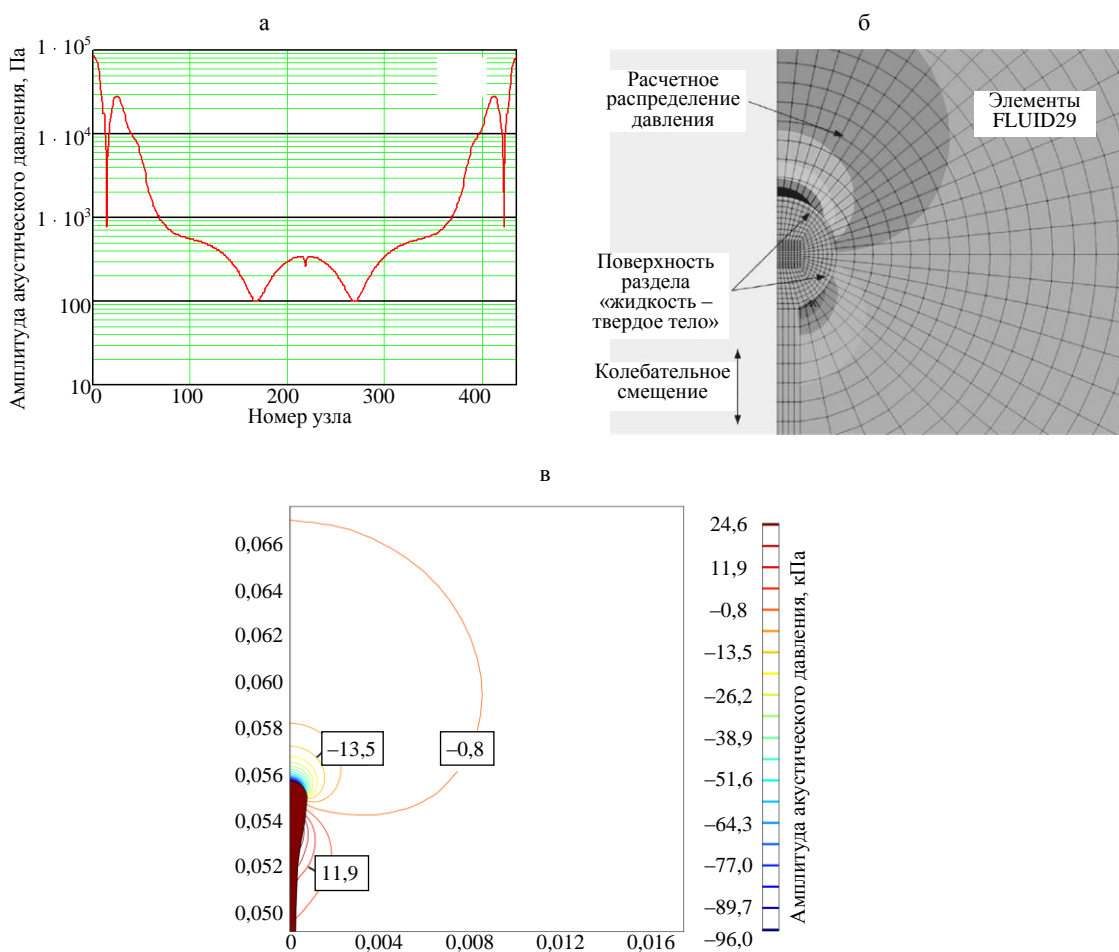 а
Амплитуда акустического давления, Па
1 · 10⁵
1 · 10⁴
1 · 10³
100
10
0
100
200
300
400
Номер узла
б
Расчетное
распределение
давления
Элементы
FLUID29
Поверхность
раздела
«жидкость –
твердое тело»
Колебательное
смещение
в
0,066
0,064
0,062
0,060
0,058
0,056
0,054
0,052
0,050
–13,5
–0,8
11,9
0
0,004
0,008
0,012
0,016
24,6
11,9
–0,8
–13,5
–26,2
–38,9
–51,6
–64,3
–77,0
–89,7
–96,0
Амплитуда акустического давления, кПа